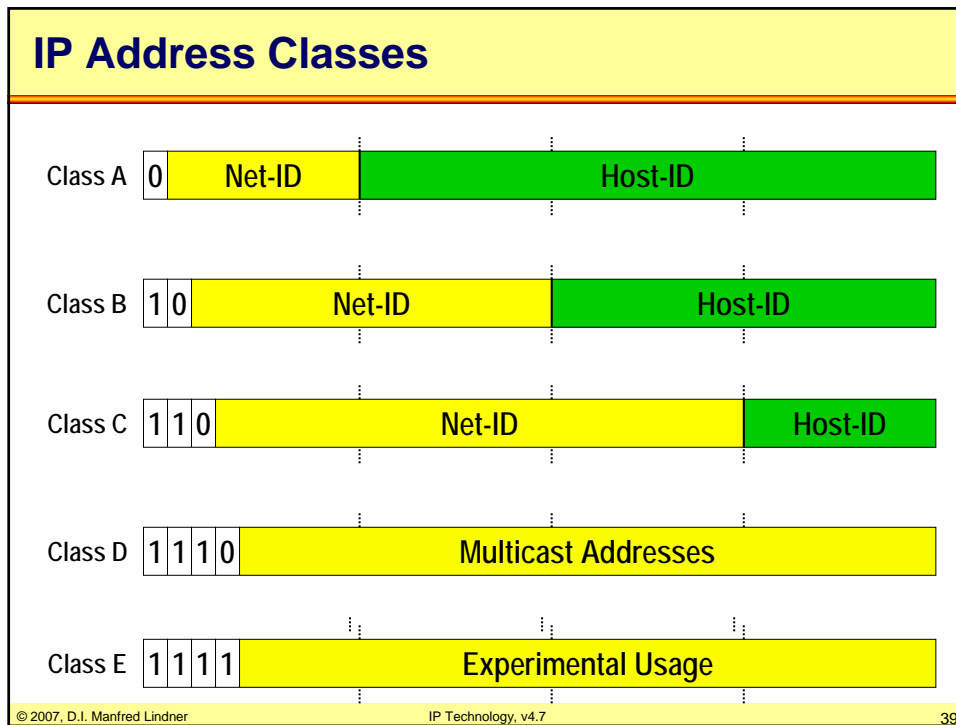 IP Address Classes
Class A 0 Net-ID Host-ID
Class B 1 0 Net-ID Host-ID
Class C 1 1 0 Net-ID Host-ID
Class D 1 1 1 0 Multicast Addresses
Class E 1 1 1 1 Experimental Usage
© 2007, D.I. Manfred Lindner IP Technology, v4.7 39